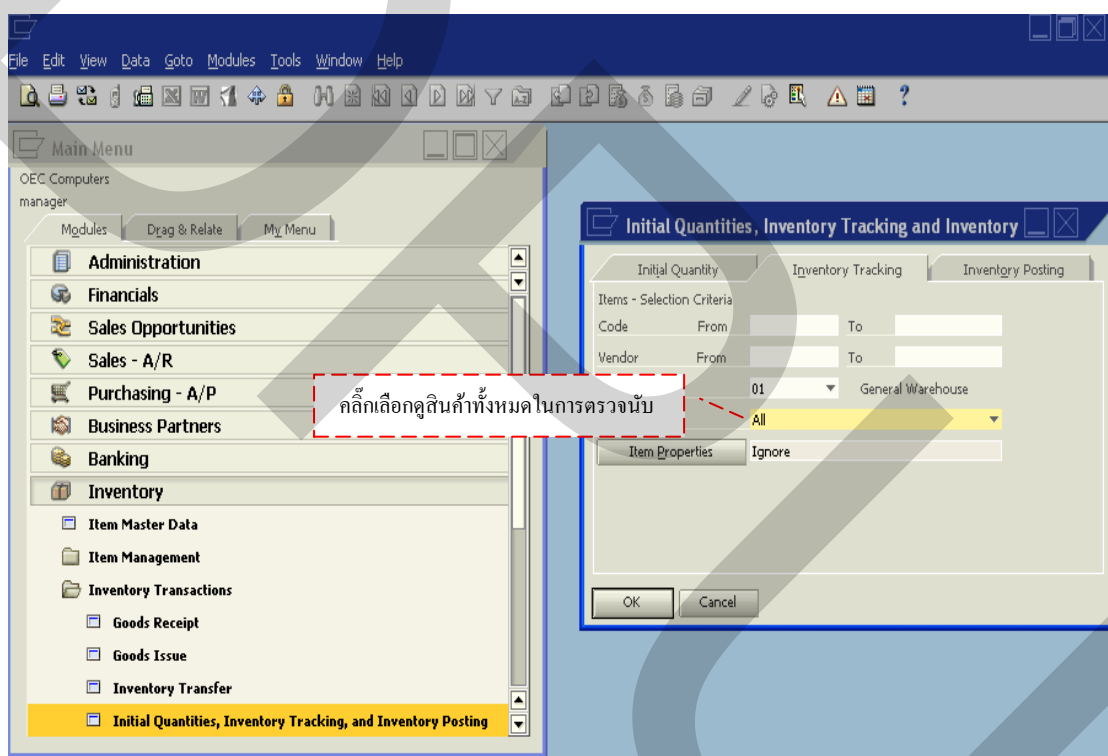 File Edit View Data Goto Modules Tools Window Help
Main Menu
OEC Computers
manager
Modules Drag & Relate My Menu
Administration
Financials
Sales Opportunities
Sales - A/R
Purchasing - A/P
Business Partners
Banking
Inventory
Item Master Data
Item Management
Inventory Transactions
Goods Receipt
Goods Issue
Inventory Transfer
Initial Quantities, Inventory Tracking, and Inventory Posting
คลิ๊กเลือกดูสินค้าทั้งหมดในการตรวจนับ
Initial Quantities, Inventory Tracking and Inventory
Initial Quantity Inventory Tracking Inventory Posting
Items - Selection Criteria
Code From To
Vendor From To
01 General Warehouse
All
Item Properties Ignore
OK Cancel